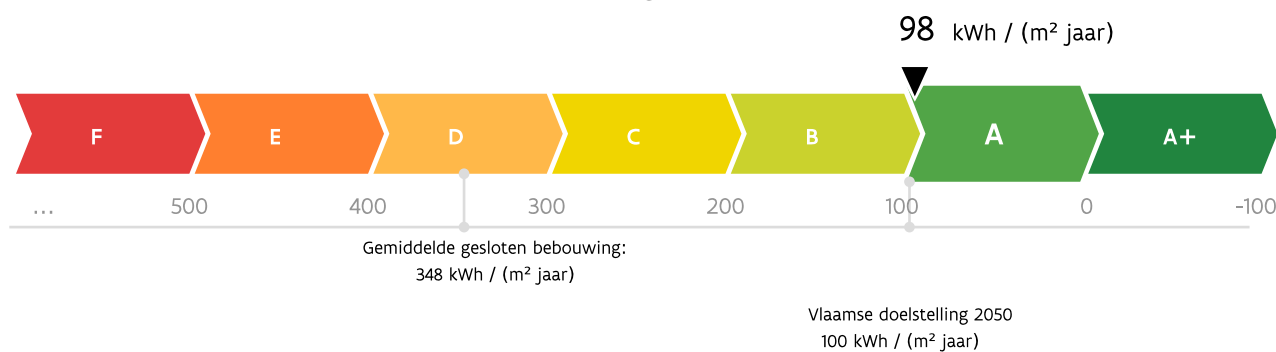 98 kWh / (m² jaar)
F E D C B A A+
... 500 400 300 200 100 0 -100
Gemiddelde gesloten bebouwing:
348 kWh / (m² jaar)
Vlaamse doelstelling 2050
100 kWh / (m² jaar)